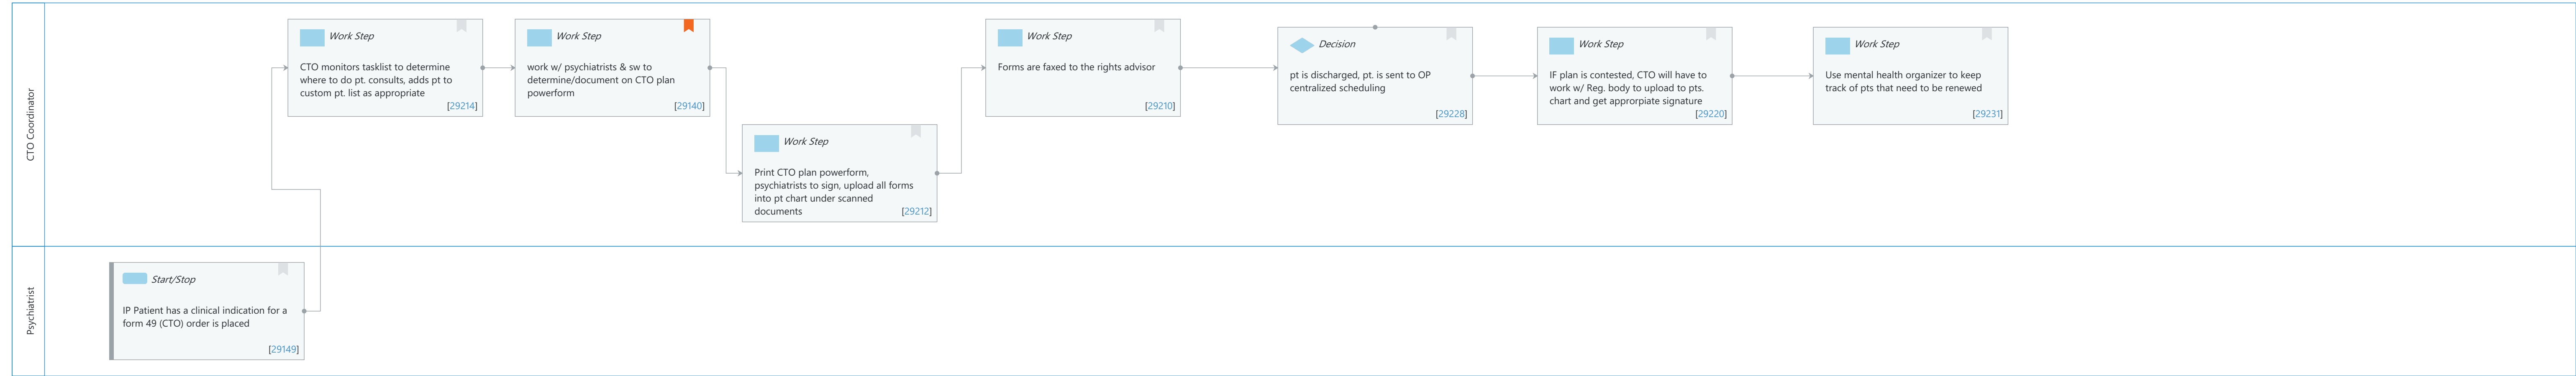 CTO Coordinator
Work Step
CTO monitors tasklist to determine
where to do pt. consults, adds pt to
custom pt. list as appropriate
[29214]
Work Step
work w/ psychiatrists & sw to
determine/document on CTO plan
powerform
[29140]
Work Step
Print CTO plan powerform,
psychiatrists to sign, upload all forms
into pt chart under scanned
documents
[29212]
Work Step
Forms are faxed to the rights advisor
[29210]
Decision
pt is discharged, pt. is sent to OP
centralized scheduling
[29228]
Work Step
IF plan is contested, CTO will have to
work w/ Reg. body to upload to pts.
chart and get approrpiate signature
[29220]
Work Step
Use mental health organizer to keep
track of pts that need to be renewed
[29231]
Psychiatrist
Start/Stop
IP Patient has a clinical indication for a
form 49 (CTO) order is placed
[29149]